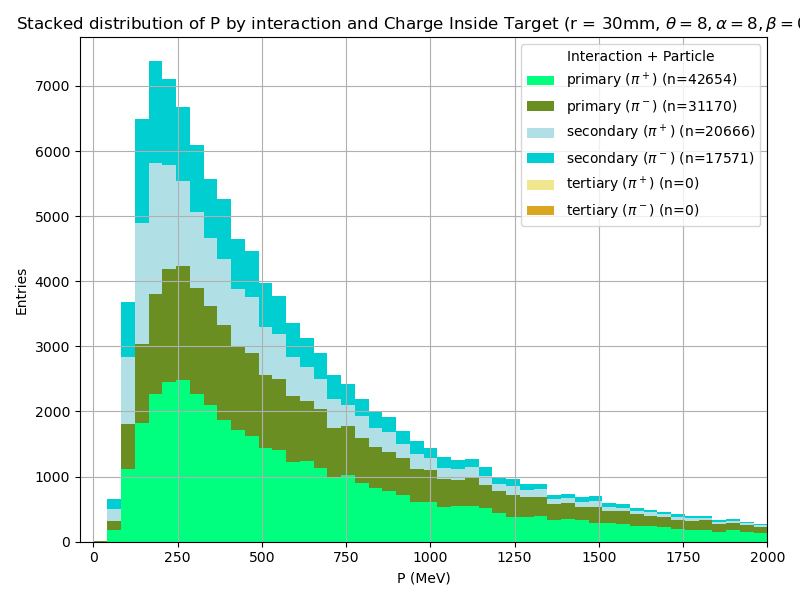 Stacked distribution of P by interaction and Charge Inside Target (r = 30mm, θ = 8, α = 8, β = 0
Interaction + Particle
primary (π⁺) (n=42654)
primary (π⁻) (n=31170)
secondary (π⁺) (n=20666)
secondary (π⁻) (n=17571)
tertiary (π⁺) (n=0)
tertiary (π⁻) (n=0)
Entries
7000
6000
5000
4000
3000
2000
1000
0
0 250 500 750 1000 1250 1500 1750 2000
P (MeV)